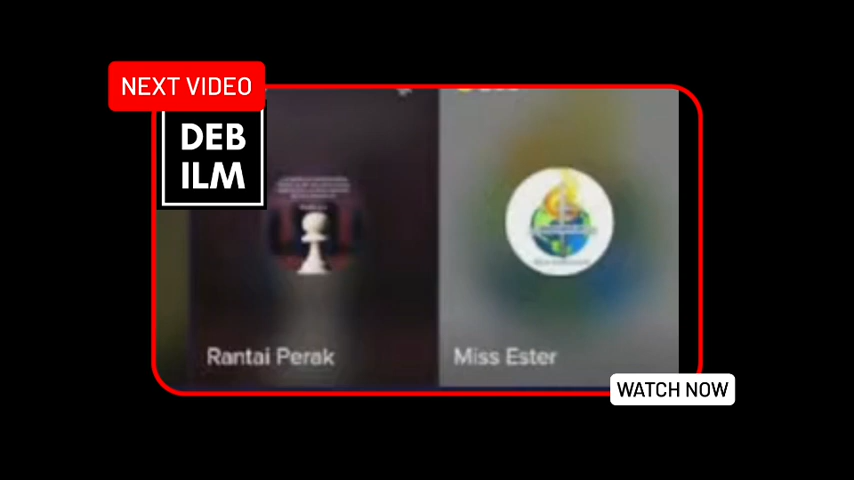 NEXT VIDEO
DEB
ILM
Rantai Perak
Miss Ester
WATCH NOW